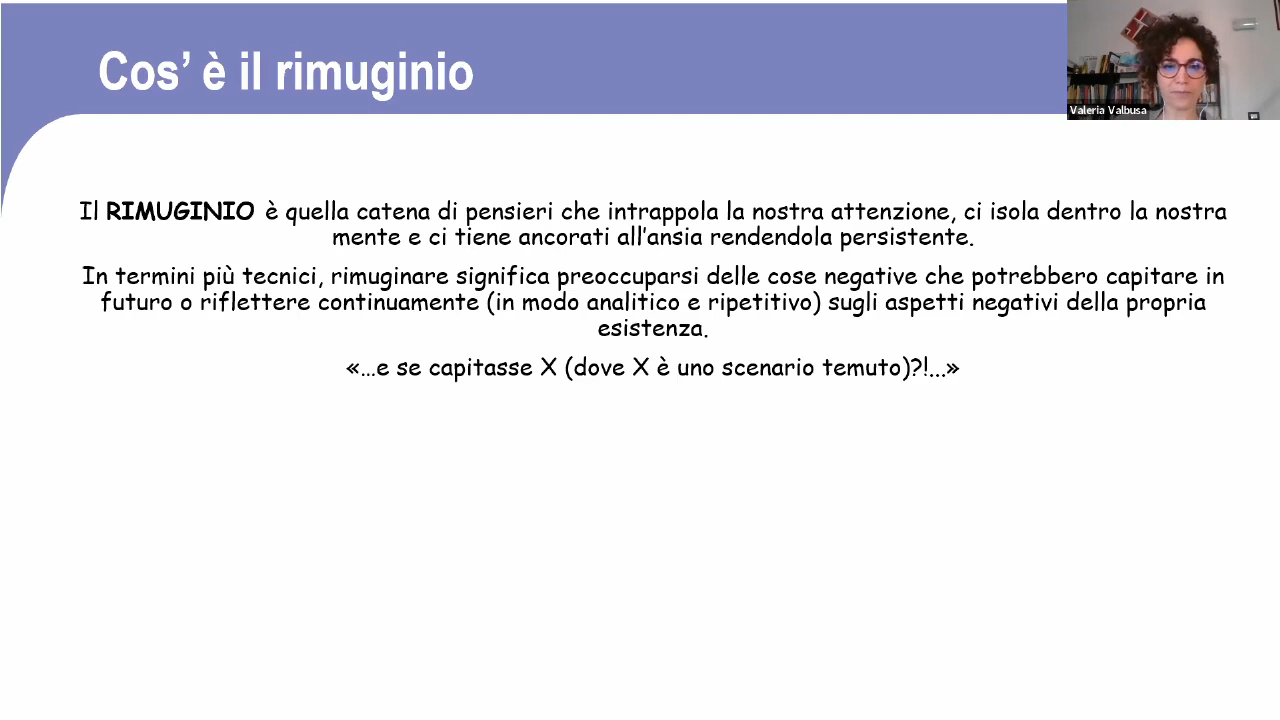 Cos’ è il rimuginio
Valeria Valbusa
Il RIMUGINIO è quella catena di pensieri che intrappola la nostra attenzione, ci isola dentro la nostra
mente e ci tiene ancorati all’ansia rendendola persistente.
In termini più tecnici, rimuginare significa preoccuparsi delle cose negative che potrebbero capitare in
futuro o riflettere continuamente (in modo analitico e ripetitivo) sugli aspetti negativi della propria
esistenza.
«…e se capitasse X (dove X è uno scenario temuto)?!...»